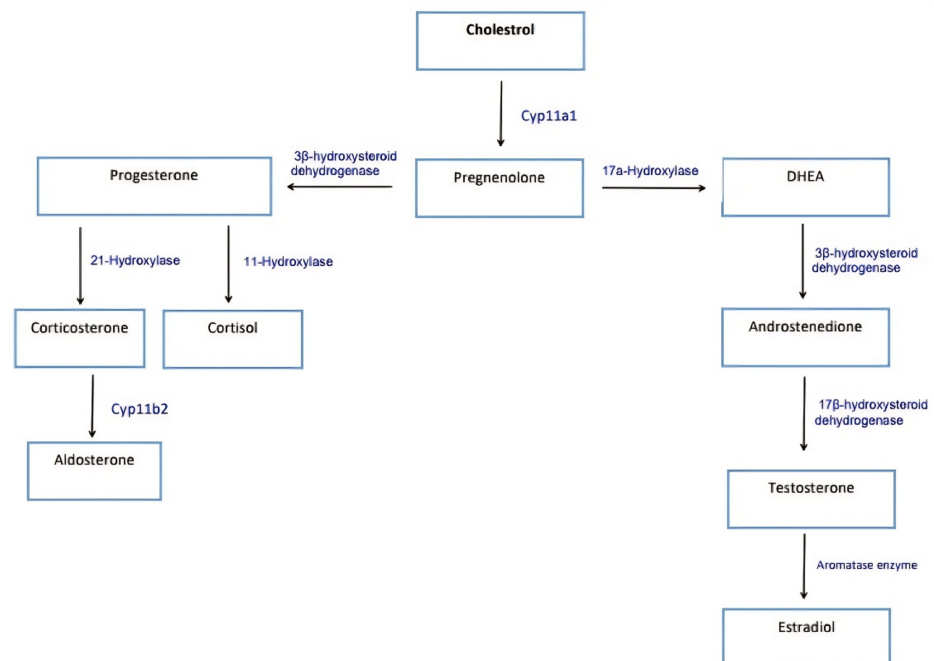 Cholestrol
Cyp11a1
3β-hydroxysteroid
dehydrogenase
Progesterone
Pregnenolone
17a-Hydroxylase
DHEA
21-Hydroxylase
11-Hydroxylase
3β-hydroxysteroid
dehydrogenase
Corticosterone
Cortisol
Androstenedione
Cyp11b2
17β-hydroxysteroid
dehydrogenase
Aldosterone
Testosterone
Aromatase enzyme
Estradiol